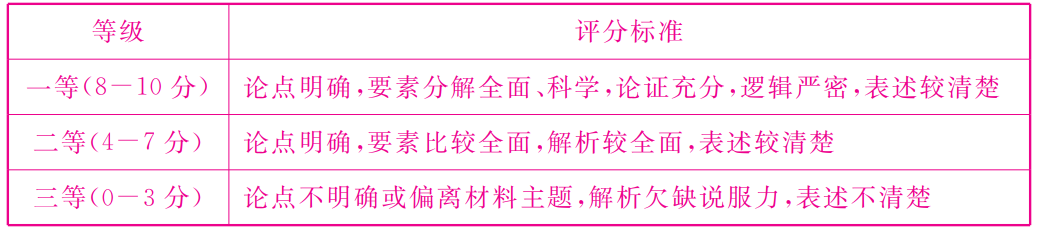 等级 评分标准
一等(8－10 分) 论点明确,要素分解全面、科学,论证充分,逻辑严密,表述较清楚
二等(4－7 分) 论点明确,要素比较全面,解析较全面,表述较清楚
三等(0－3 分) 论点不明确或偏离材料主题,解析欠缺说服力,表述不清楚